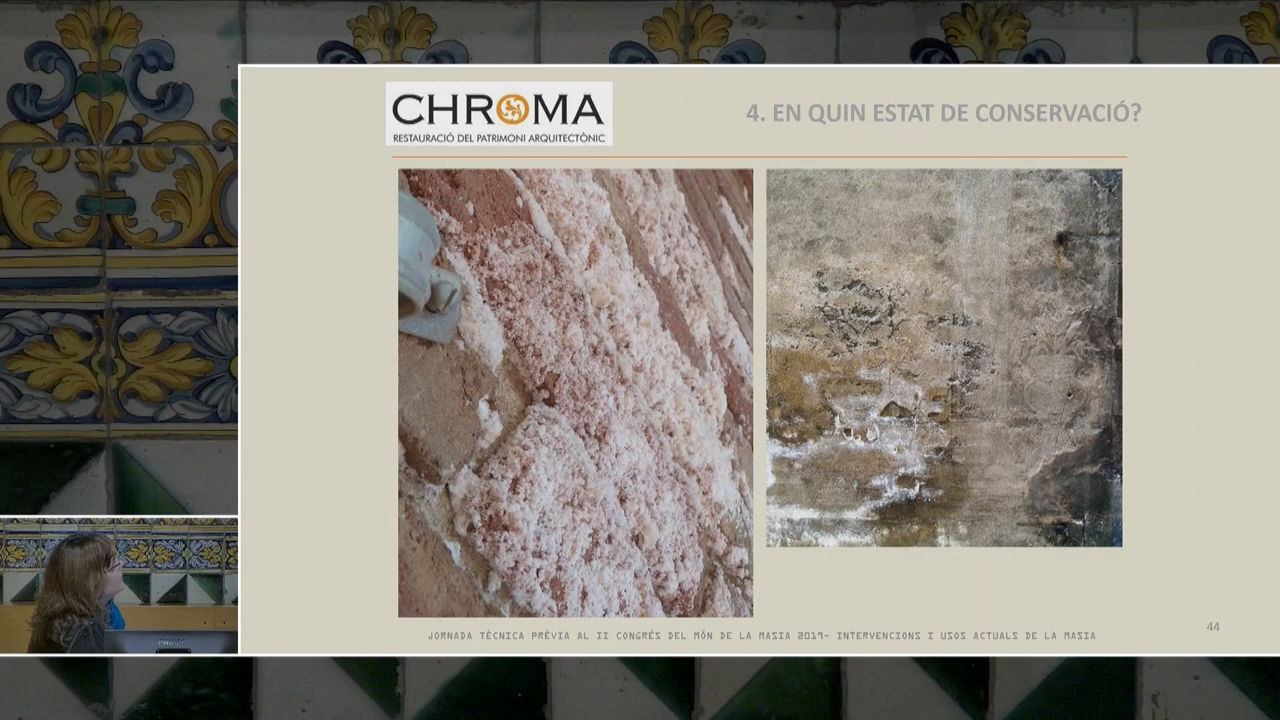 CHROMA
RESTAURACIÓ DEL PATRIMONI ARQUITECTÒNIC
4. EN QUIN ESTAT DE CONSERVACIÓ?
JORNADA TÈCNICA PRÈVIA AL II CONGRÉS DEL MÓN DE LA MASIA 2019- INTERVENCIONS I USOS ACTUALS DE LA MASIA
44